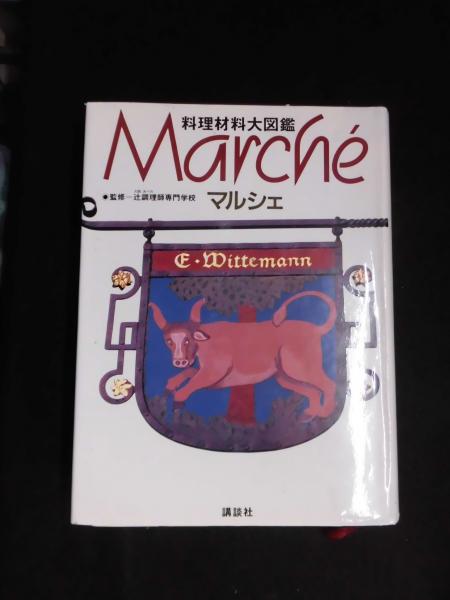 料理材料大図鑑
Marché
◆監修―辻調理師専門学校
マルシェ
E・Wittemann
講談社